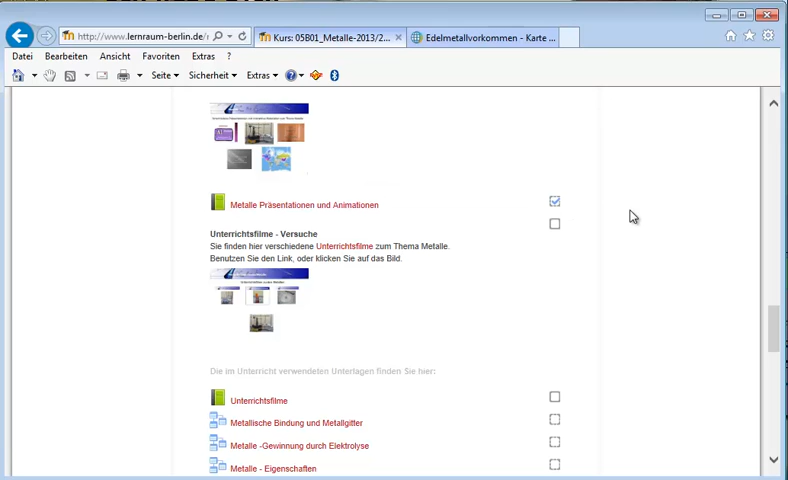 http://www.lernraum-berlin.de/r
Kurs: 05B01_Metalle-2013/2...
Edelmetallvorkommen - Karte ...
Datei Bearbeiten Ansicht Favoriten Extras ?
Seite Sicherheit Extras
Metalle Präsentationen und Animationen
Unterrichtsfilme - Versuche
Sie finden hier verschiedene Unterrichtsfilme zum Thema Metalle.
Benutzen Sie den Link, oder klicken Sie auf das Bild.
Die im Unterricht verwendeten Unterlagen finden Sie hier:
Unterrichtsfilme
Metallische Bindung und Metallgitter
Metalle -Gewinnung durch Elektrolyse
Metalle - Eigenschaften